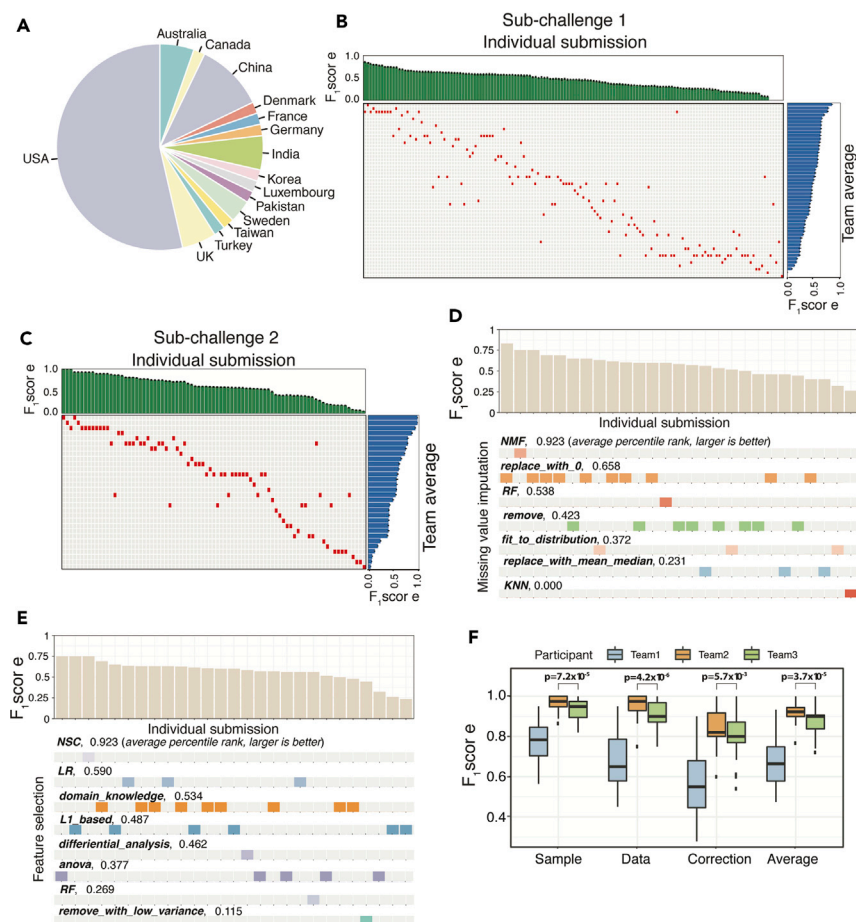 A
Australia
Canada
China
Denmark
France
Germany
India
Korea
Luxembourg
Pakistan
Sweden
Taiwan
Turkey
UK
USA
B
Sub-challenge 1
Individual submission
F1score e
1.0
0.5
0.0
Team average
0.0
0.5
1.0
F1score e
C
Sub-challenge 2
Individual submission
F1score e
1.0
0.5
0.0
Team average
0.0
0.5
1.0
F1score e
D
F1score e
1
0.75
0.5
0.25
0
Individual submission
Missing value imputation
NMF, 0.923 (average percentile rank, larger is better)
replace_with_0, 0.658
RF, 0.538
remove, 0.423
fit_to_distribution, 0.372
replace_with_mean_median, 0.231
KNN, 0.000
E
F1score e
1
0.75
0.5
0.25
0
Individual submission
Feature selection
NSC, 0.923 (average percentile rank, larger is better)
LR, 0.590
domain_knowledge, 0.534
L1_based, 0.487
differential_analysis, 0.462
anova, 0.377
RF, 0.269
remove_with_low_variance, 0.115
F
Participant Team1 Team2 Team3
p=7.2x10-5 p=4.2x10-6 p=5.7x10-3 p=3.7x10-5
F1score e
1.0
0.8
0.6
0.4
Sample Data Correction Average